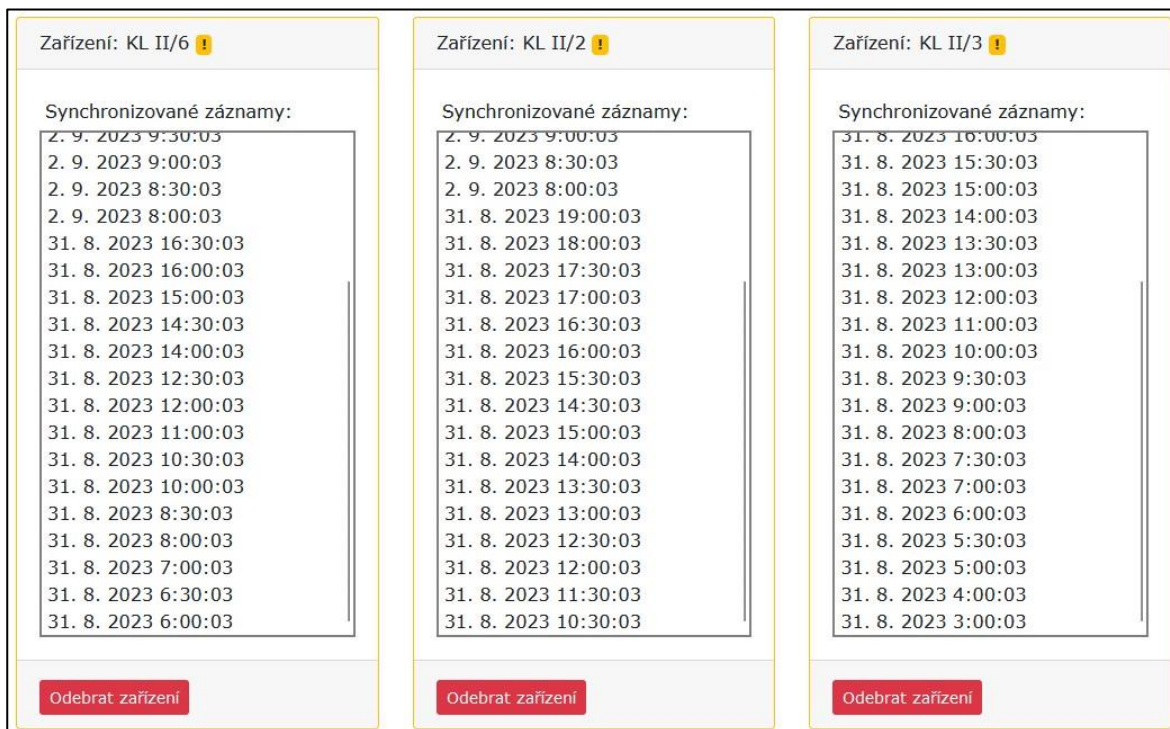 Zařízení: KL II/6 !
Synchronizované záznamy:
2. 9. 2023 9:30:03
2. 9. 2023 9:00:03
2. 9. 2023 8:30:03
2. 9. 2023 8:00:03
31. 8. 2023 16:30:03
31. 8. 2023 16:00:03
31. 8. 2023 15:00:03
31. 8. 2023 14:30:03
31. 8. 2023 14:00:03
31. 8. 2023 12:30:03
31. 8. 2023 12:00:03
31. 8. 2023 11:00:03
31. 8. 2023 10:30:03
31. 8. 2023 10:00:03
31. 8. 2023 8:30:03
31. 8. 2023 8:00:03
31. 8. 2023 7:00:03
31. 8. 2023 6:30:03
31. 8. 2023 6:00:03
Odebrat zařízení
Zařízení: KL II/2 !
Synchronizované záznamy:
2. 9. 2023 9:00:03
2. 9. 2023 8:30:03
2. 9. 2023 8:00:03
31. 8. 2023 19:00:03
31. 8. 2023 18:00:03
31. 8. 2023 17:30:03
31. 8. 2023 17:00:03
31. 8. 2023 16:30:03
31. 8. 2023 16:00:03
31. 8. 2023 15:30:03
31. 8. 2023 14:30:03
31. 8. 2023 15:00:03
31. 8. 2023 14:00:03
31. 8. 2023 13:30:03
31. 8. 2023 13:00:03
31. 8. 2023 12:30:03
31. 8. 2023 12:00:03
31. 8. 2023 11:30:03
31. 8. 2023 10:30:03
Odebrat zařízení
Zařízení: KL II/3 !
Synchronizované záznamy:
31. 8. 2023 16:00:03
31. 8. 2023 15:30:03
31. 8. 2023 15:00:03
31. 8. 2023 14:00:03
31. 8. 2023 13:30:03
31. 8. 2023 13:00:03
31. 8. 2023 12:00:03
31. 8. 2023 11:00:03
31. 8. 2023 10:00:03
31. 8. 2023 9:30:03
31. 8. 2023 9:00:03
31. 8. 2023 8:00:03
31. 8. 2023 7:30:03
31. 8. 2023 7:00:03
31. 8. 2023 6:00:03
31. 8. 2023 5:30:03
31. 8. 2023 5:00:03
31. 8. 2023 4:00:03
31. 8. 2023 3:00:03
Odebrat zařízení